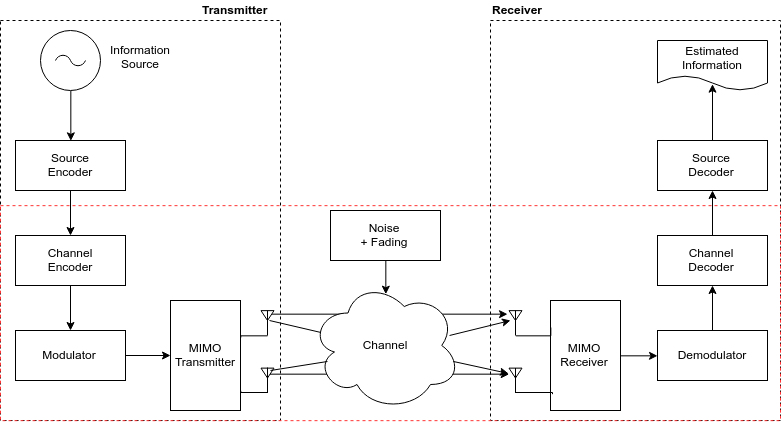 Transmitter
Receiver
Information
Source
Estimated
Information
Source
Encoder
Source
Decoder
Noise
+ Fading
Channel
Encoder
Channel
Decoder
Modulator
MIMO
Transmitter
Channel
MIMO
Receiver
Demodulator